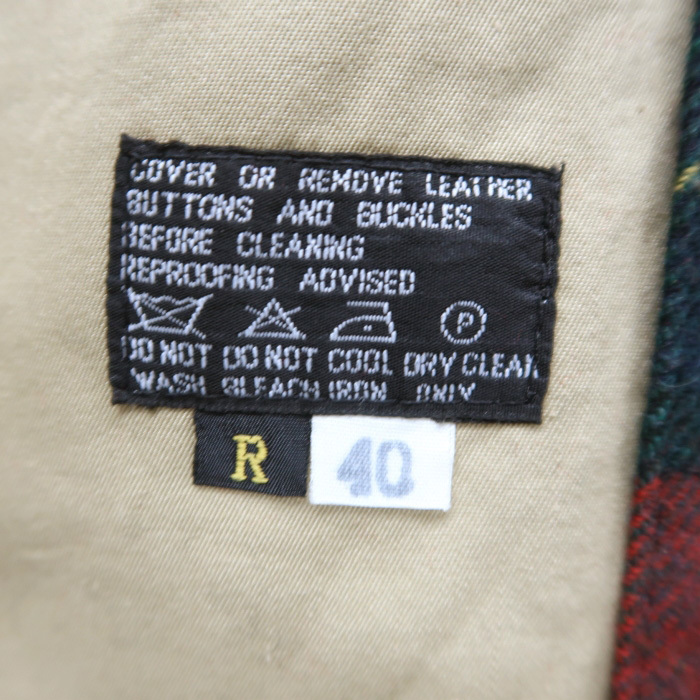 COVER OR REMOVE LEATHER
BUTTONS AND BUCKLES
BEFORE CLEANING
REPROOFING ADVISED
P
DO NOT DO NOT COOL DRY CLEAN
WASH BLEACH IRON ONLY
R 40